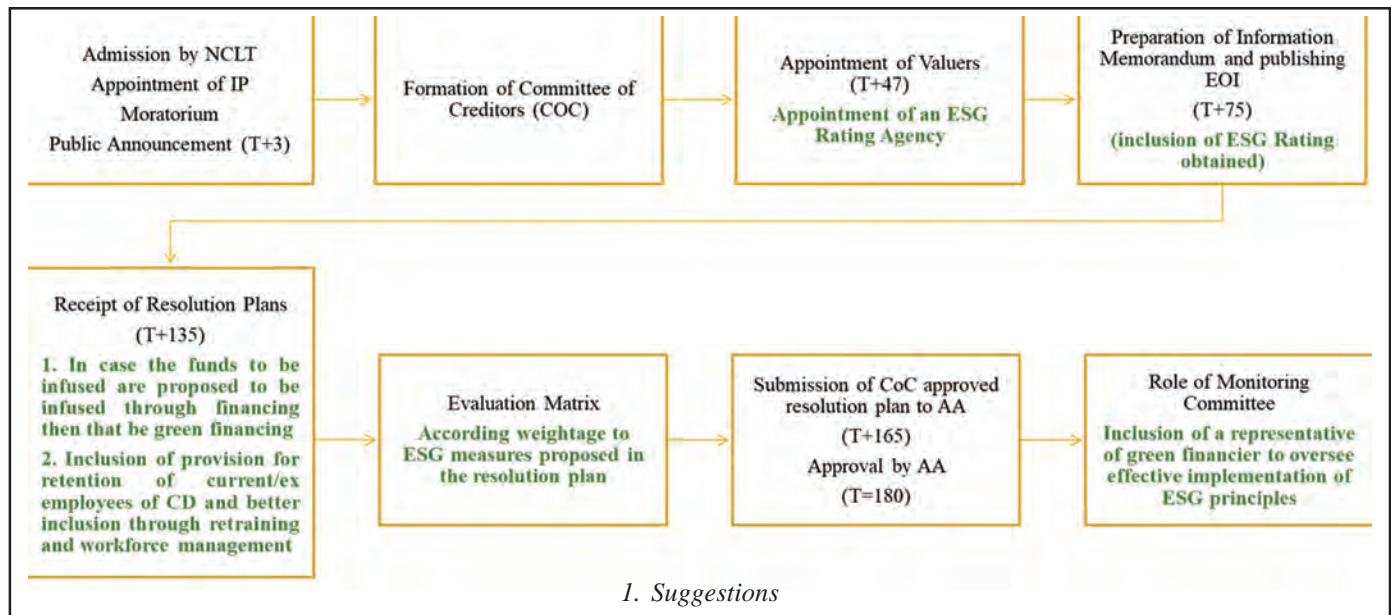 Admission by NCLT
Appointment of IP
Moratorium
Public Announcement (T+3)
Formation of Committee of
Creditors (COC)
Appointment of Valuers
(T+47)
Appointment of an ESG
Rating Agency
Preparation of Information
Memorandum and publishing
EOI
(T+75)
(inclusion of ESG Rating
obtained)
Receipt of Resolution Plans
(T+135)
1. In case the funds to be
infused are proposed to be
infused through financing
then that be green financing
2. Inclusion of provision for
retention of current/ex
employees of CD and better
inclusion through retraining
and workforce management
Evaluation Matrix
According weightage to
ESG measures proposed in
the resolution plan
Submission of CoC approved
resolution plan to AA
(T+165)
Approval by AA
(T=180)
Role of Monitoring
Committee
Inclusion of a representative
of green financier to oversee
effective implementation of
ESG principles
1. Suggestions